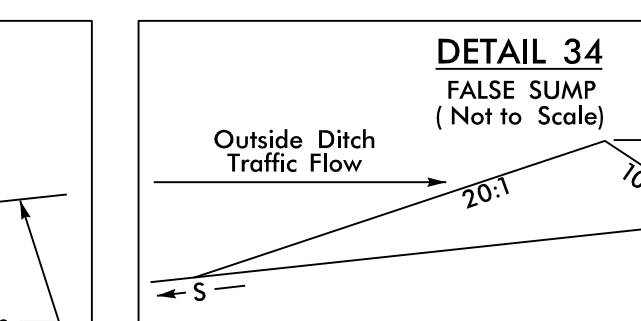 DETAIL 34
FALSE SUMP
( Not to Scale)
Outside Ditch
Traffic Flow
20:1
S